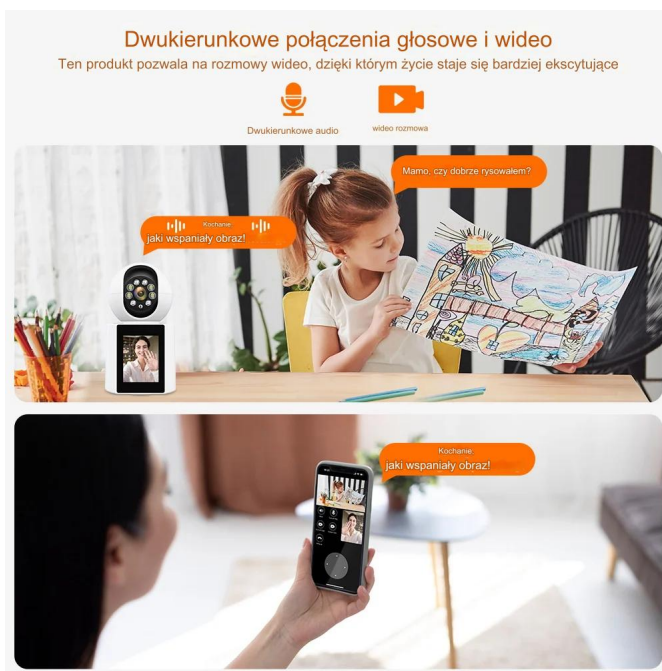 Dwukierunkowe połączenia głosowe i wideo
Ten produkt pozwala na rozmowy wideo, dzięki którym życie staje się bardziej ekscytujące
Dwukierunkowe audio
wideo rozmowa
Mamo, czy dobrze rysowałem?
Kochanie
jaki wspaniały obraz!
Kochanie
jaki wspaniały obraz!